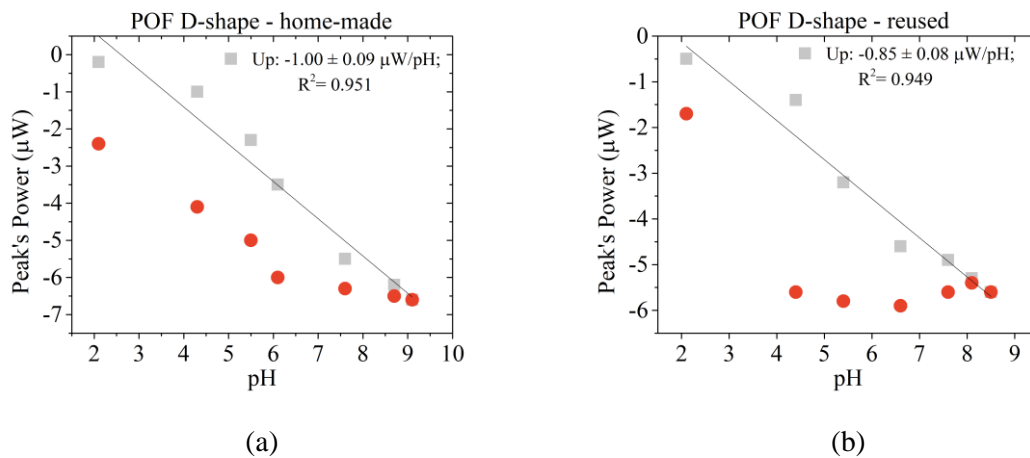 POF D-shape - home-made
Up: -1.00 ± 0.09 µW/pH;
R²= 0.951
Peak's Power (µW)
0
-1
-2
-3
-4
-5
-6
-7
2 3 4 5 6 7 8 9 10
pH
(a)
POF D-shape - reused
Up: -0.85 ± 0.08 µW/pH;
R²= 0.949
Peak's Power (µW)
0
-1
-2
-3
-4
-5
-6
2 3 4 5 6 7 8 9
pH
(b)